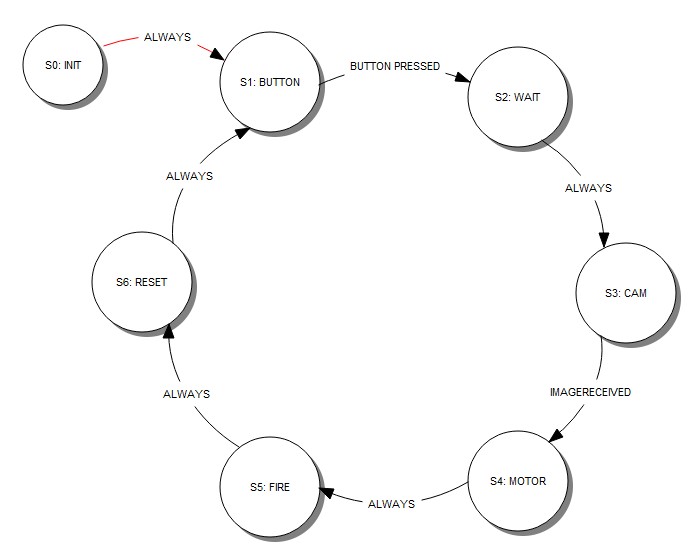 S0: INIT
ALWAYS
S1: BUTTON
BUTTON PRESSED
S2: WAIT
ALWAYS
S3: CAM
IMAGERECEIVED
S4: MOTOR
ALWAYS
S5: FIRE
ALWAYS
S6: RESET
ALWAYS